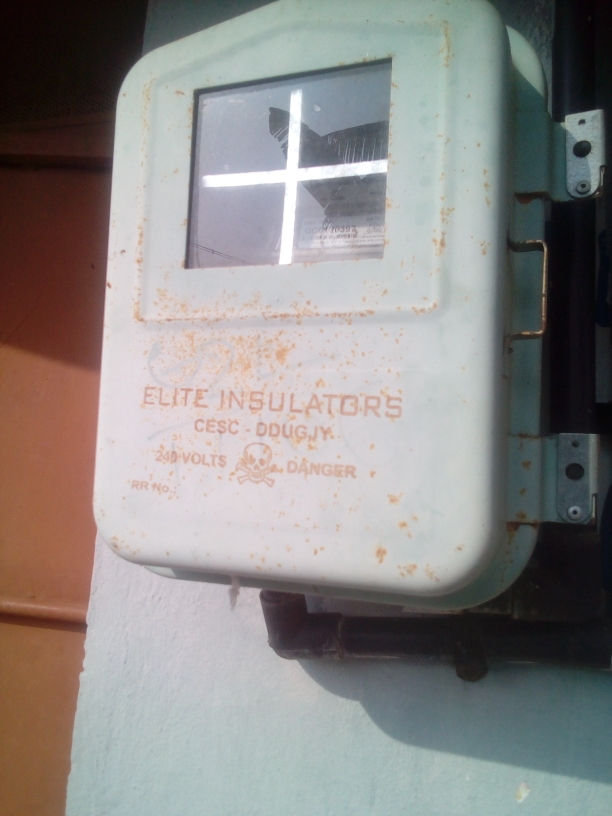 ELITE INSULATORS
CESC - DDUGJY
240 VOLTS DANGER
RR No.